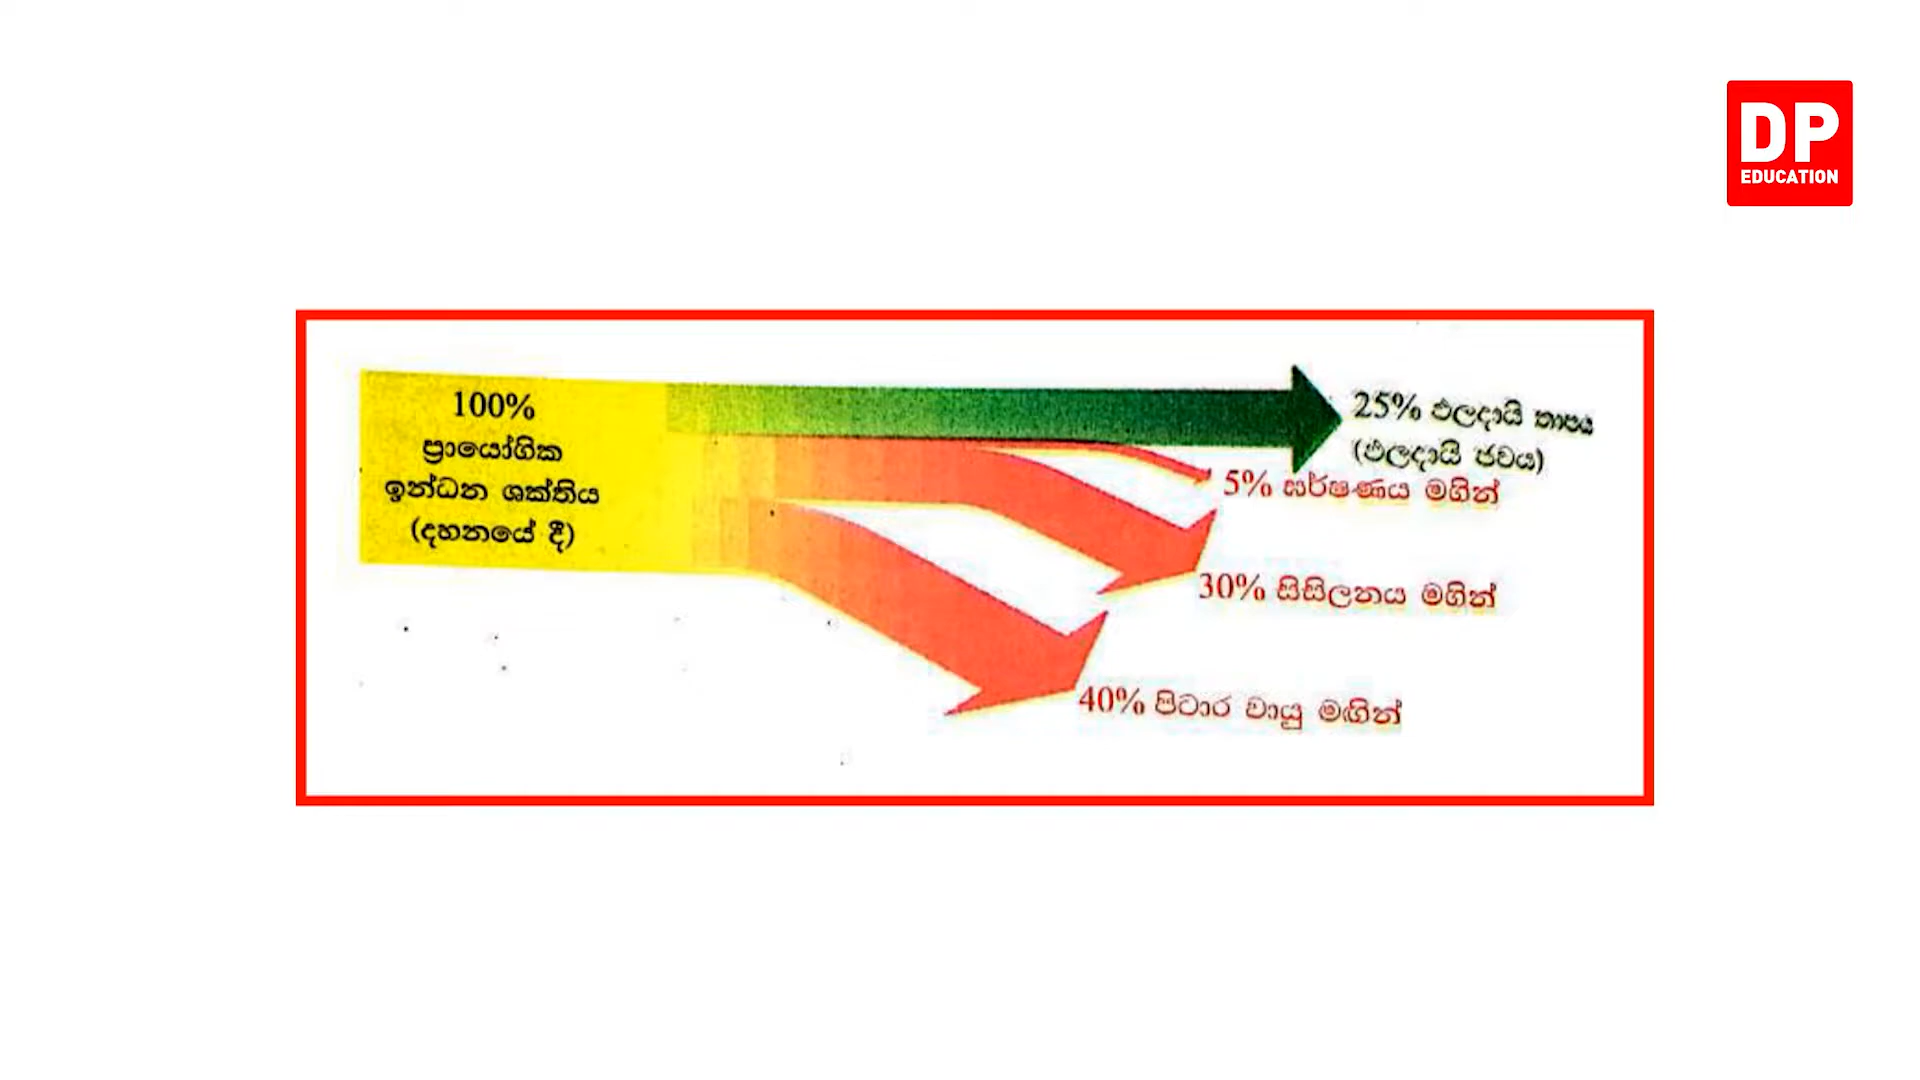 DP
EDUCATION
100%
ප්‍රායෝගික
ඉන්ධන ශක්තිය
(දහනයේ දී)
25% ඵලදායි තාපය
(ඵලදායි ජවය)
5% ඝර්ෂණය මගින්
30% සිසිලනය මගින්
40% පිටාර වායු මඟින්